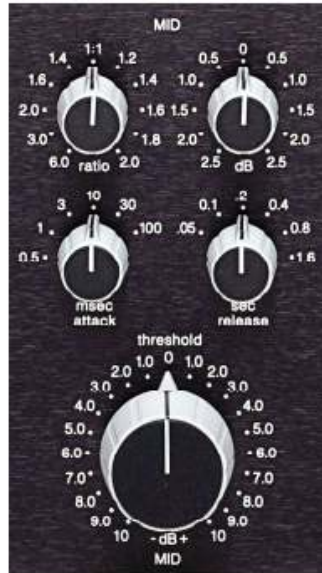 MID
1.4 1:1 1.2
1.6 1.4
2.0 1.6
3.0 1.8
6.0 2.0
ratio
0.5 0 0.5
1.0 1.0
1.5 1.5
2.0 2.0
2.5 2.5
dB
3 10 30
1 100
0.5
msec
attack
0.1 .2 0.4
.05 0.8
1.6
sec
release
threshold
1.0 0 1.0
2.0 2.0
3.0 3.0
4.0 4.0
5.0 5.0
6.0 6.0
7.0 7.0
8.0 8.0
9.0 9.0
10 - dB + 10
MID